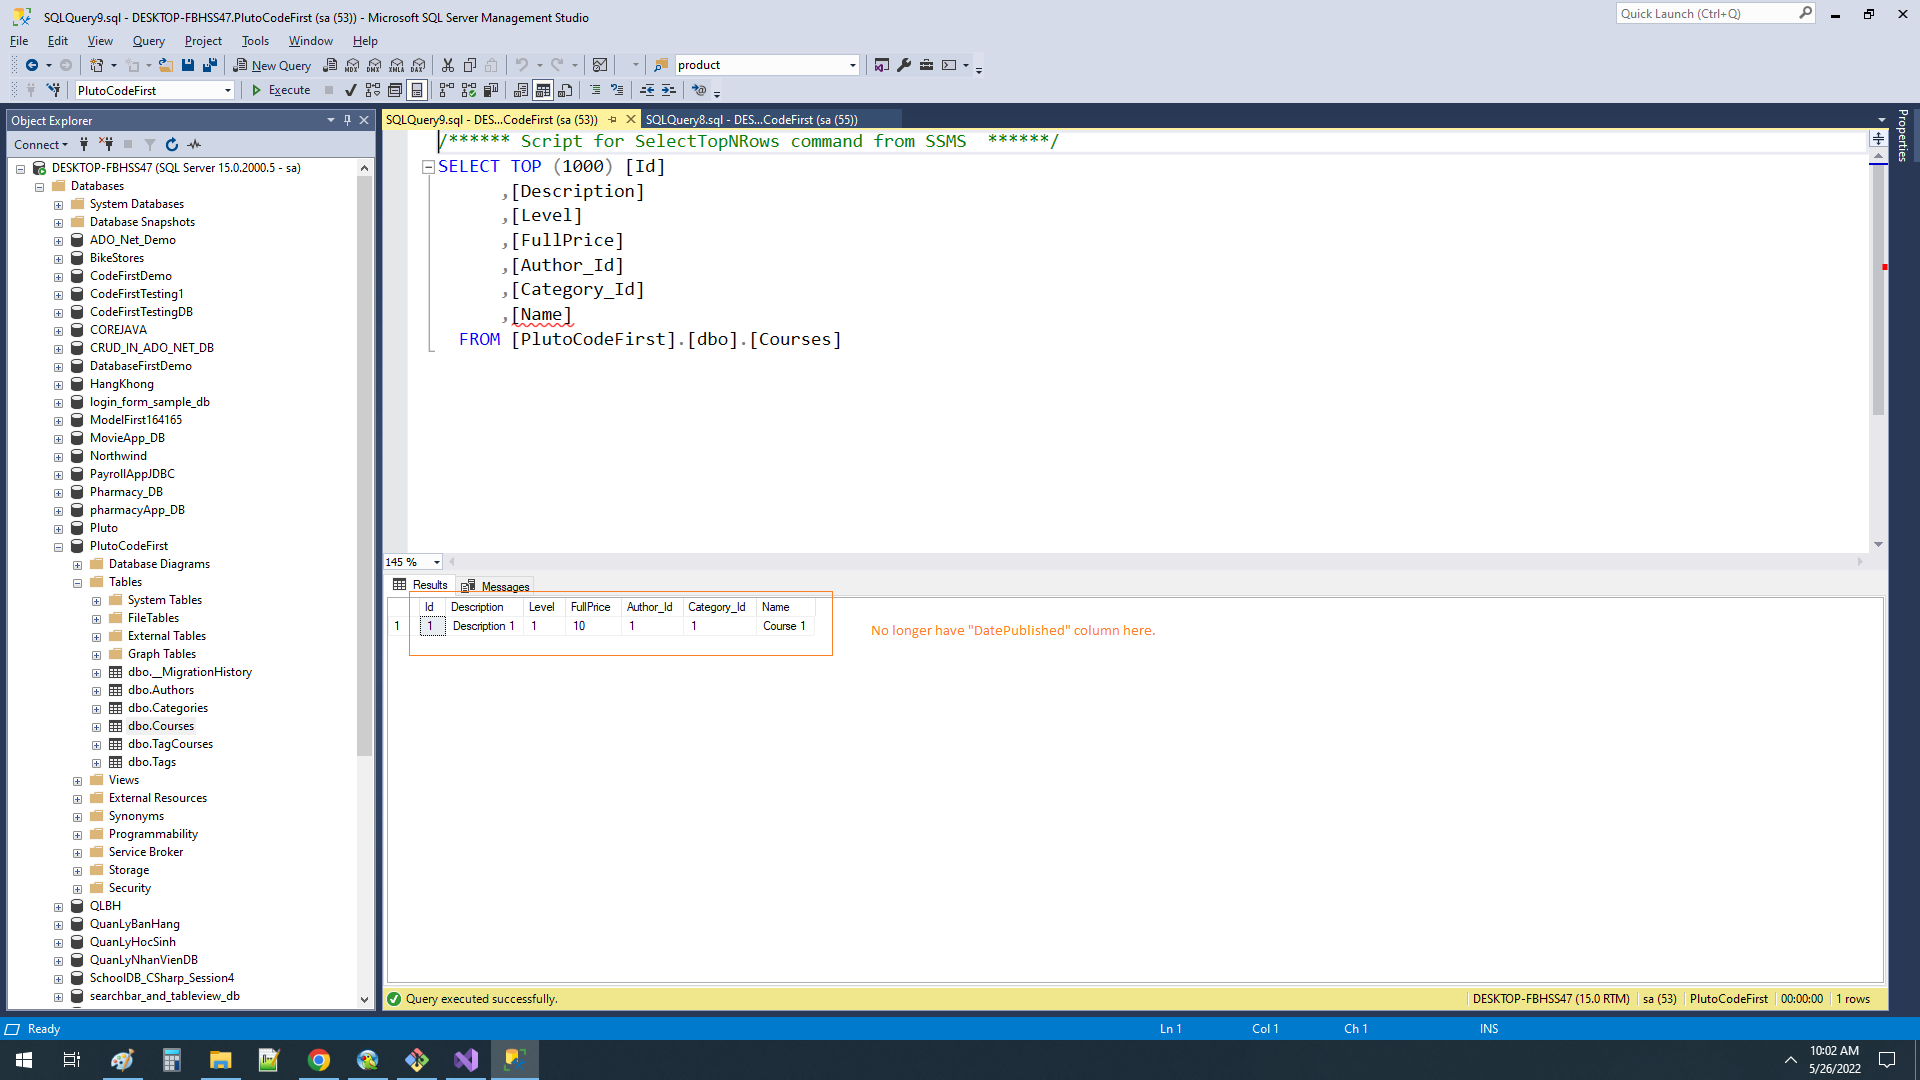 SQLQuery9.sql - DESKTOP-FBHSS47.PlutoCodeFirst (sa (53)) - Microsoft SQL Server Management Studio
Quick Launch (Ctrl+Q)
File Edit View Query Project Tools Window Help
New Query
MDX DMX XMLA DAX
product
PlutoCodeFirst
Execute
Object Explorer
Connect
DESKTOP-FBHSS47 (SQL Server 15.0.2000.5 - sa)
Databases
System Databases
Database Snapshots
ADO_Net_Demo
BikeStores
CodeFirstDemo
CodeFirstTesting1
CodeFirstTestingDB
COREJAVA
CRUD_IN_ADO_NET_DB
DatabaseFirstDemo
HangKhong
login_form_sample_db
ModelFirst164165
MovieApp_DB
Northwind
PayrollAppJDBC
Pharmacy_DB
pharmacyApp_DB
Pluto
PlutoCodeFirst
Database Diagrams
Tables
System Tables
FileTables
External Tables
Graph Tables
dbo.__MigrationHistory
dbo.Authors
dbo.Categories
dbo.Courses
dbo.TagCourses
dbo.Tags
Views
External Resources
Synonyms
Programmability
Service Broker
Storage
Security
QLBH
QuanLyBanHang
QuanLyHocSinh
QuanLyNhanVienDB
SchoolDB_CSharp_Session4
searchbar_and_tableview_db
SQLQuery9.sql - DES...CodeFirst (sa (53))
SQLQuery8.sql - DES...CodeFirst (sa (55))
Properties
/****** Script for SelectTopNRows command from SSMS  ******/
SELECT TOP (1000) [Id]
,[Description]
,[Level]
,[FullPrice]
,[Author_Id]
,[Category_Id]
,[Name]
FROM [PlutoCodeFirst].[dbo].[Courses]
145 %
Results Messages
Id Description Level FullPrice Author_Id Category_Id Name
1 1 Description 1 1 10 1 1 Course 1
No longer have "DatePublished" column here.
Query executed successfully.
DESKTOP-FBHSS47 (15.0 RTM) sa (53) PlutoCodeFirst 00:00:00 1 rows
Ready
Ln 1 Col 1 Ch 1 INS
10:02 AM
5/26/2022